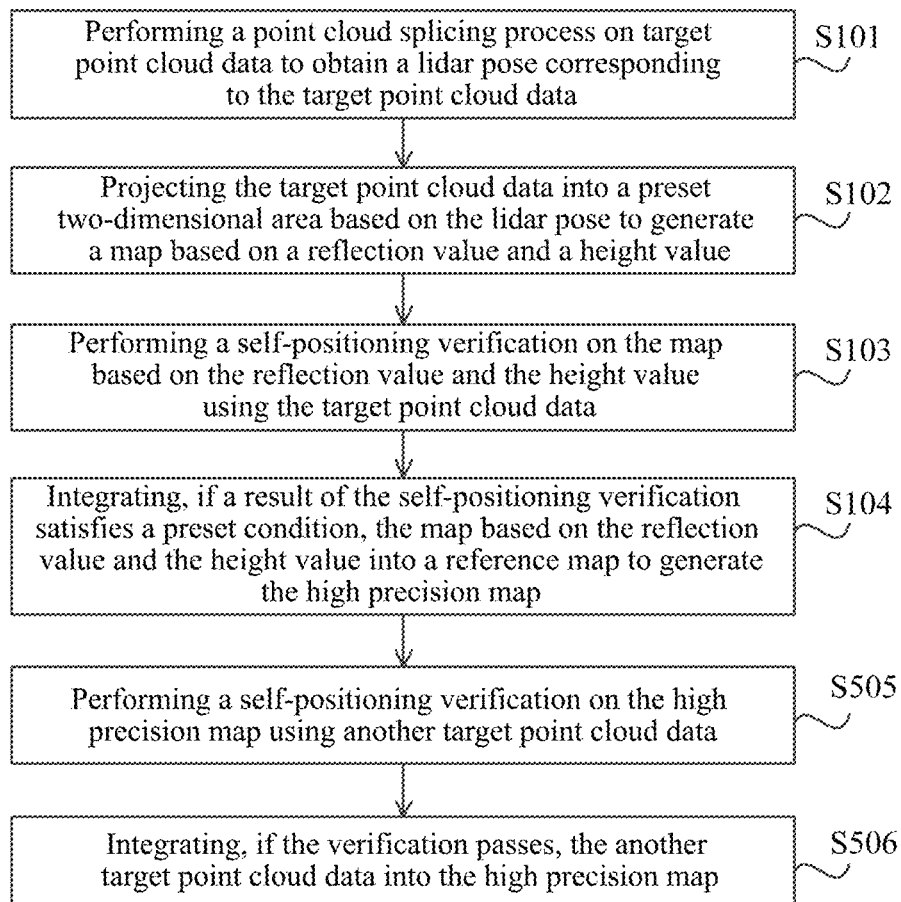 Performing a point cloud splicing process on target
point cloud data to obtain a lidar pose corresponding
to the target point cloud data
S101
Projecting the target point cloud data into a preset
two-dimensional area based on the lidar pose to generate
a map based on a reflection value and a height value
S102
Performing a self-positioning verification on the map
based on the reflection value and the height value
using the target point cloud data
S103
Integrating, if a result of the self-positioning verification
satisfies a preset condition, the map based on the reflection
value and the height value into a reference map to generate
the high precision map
S104
Performing a self-positioning verification on the high
precision map using another target point cloud data
S505
Integrating, if the verification passes, the another
target point cloud data into the high precision map
S506